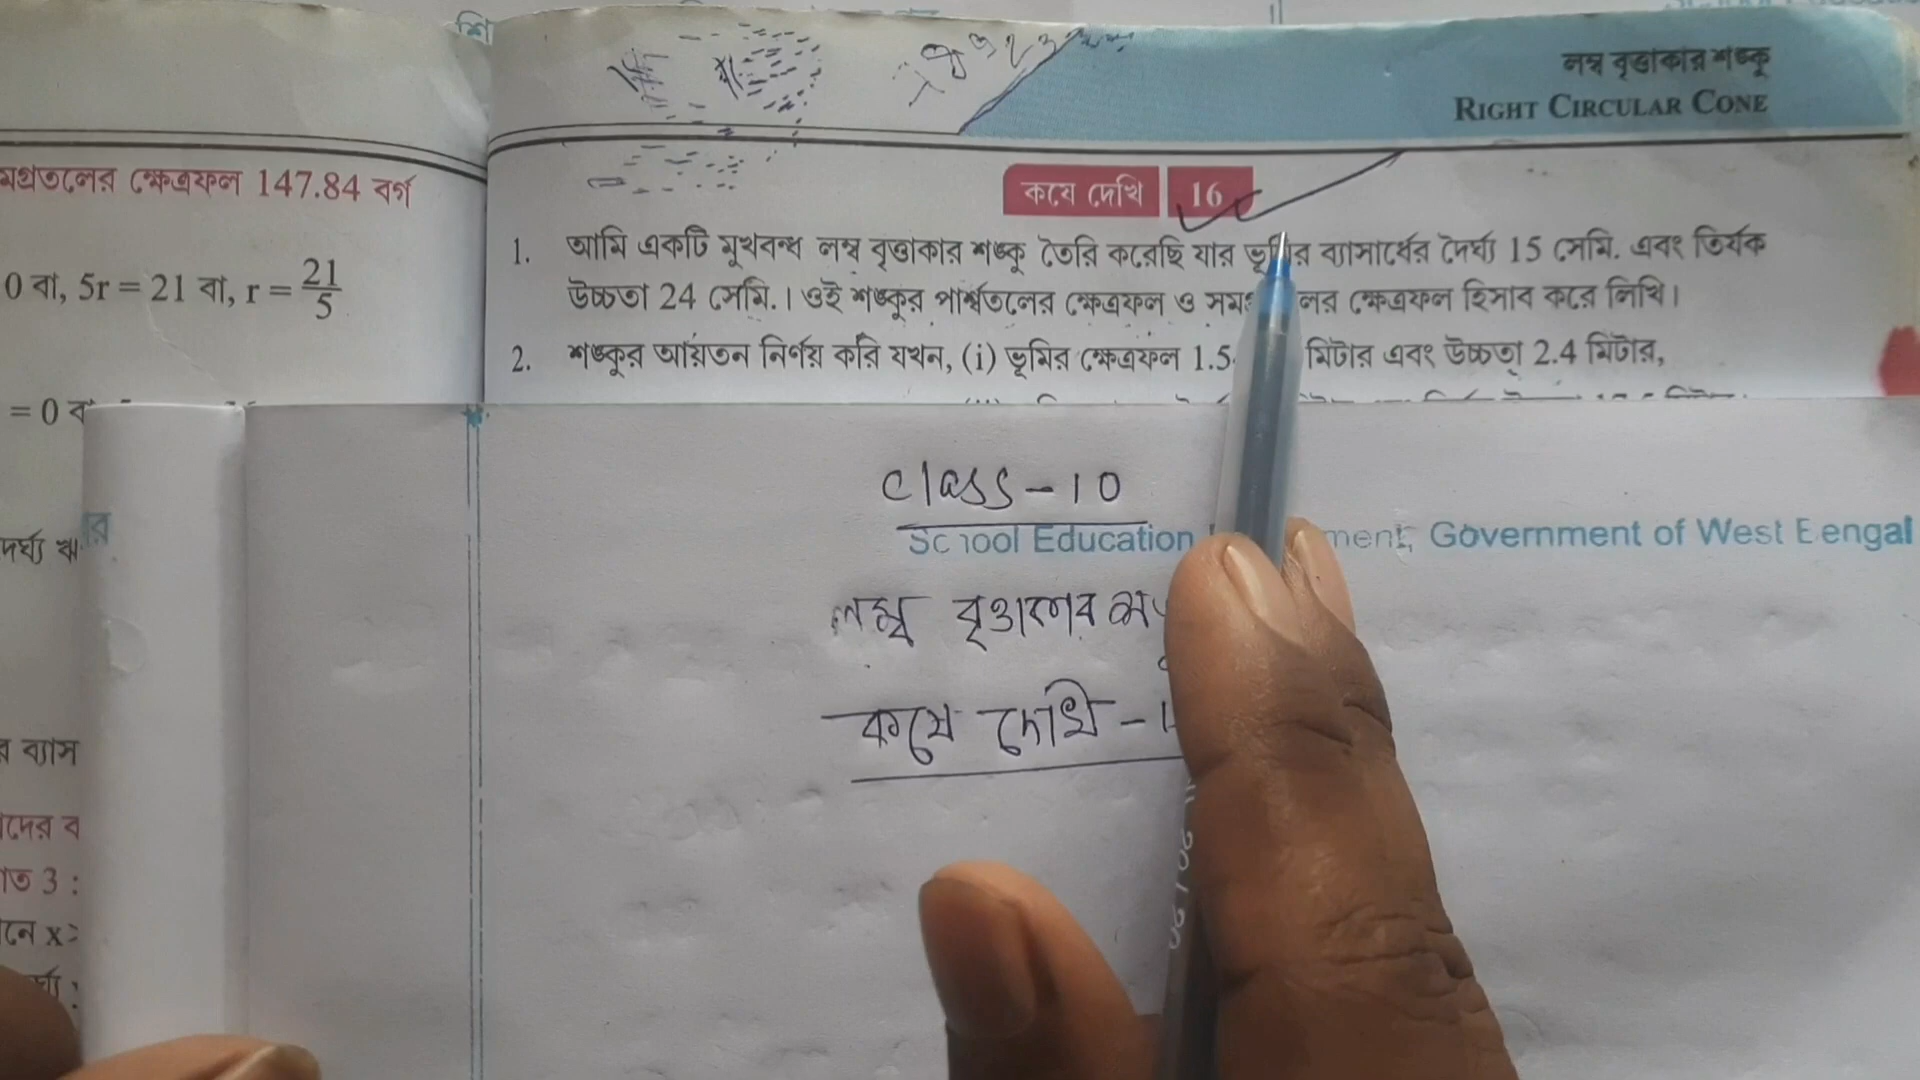 লম্ব বৃত্তাকার শঙ্কু
RIGHT CIRCULAR CONE
মগ্রতলের ক্ষেত্রফল 147.84 বর্গ
0 বা, 5r = 21 বা, r = 21/5
= 0
কষে দেখি 16
1. আমি একটি মুখবন্ধ লম্ব বৃত্তাকার শঙ্কু তৈরি করেছি যার ব্যাসার্ধের দৈর্ঘ্য 15 সেমি. এবং তির্যক
উচ্চতা 24 সেমি.। ওই শঙ্কুর পার্শ্বতলের ক্ষেত্রফল ও ক্ষেত্রফল হিসাব করে লিখি।
2. শঙ্কুর আয়তন নির্ণয় করি যখন, (i) ভূমির ক্ষেত্রফল 1.5 মিটার এবং উচ্চতা 2.4 মিটার,
Class - 10
School Education Government of West Bengal
লম্ব বৃত্তাকার
কষে দেখি -
র ব্যাস
াদের ব
াত 3 :